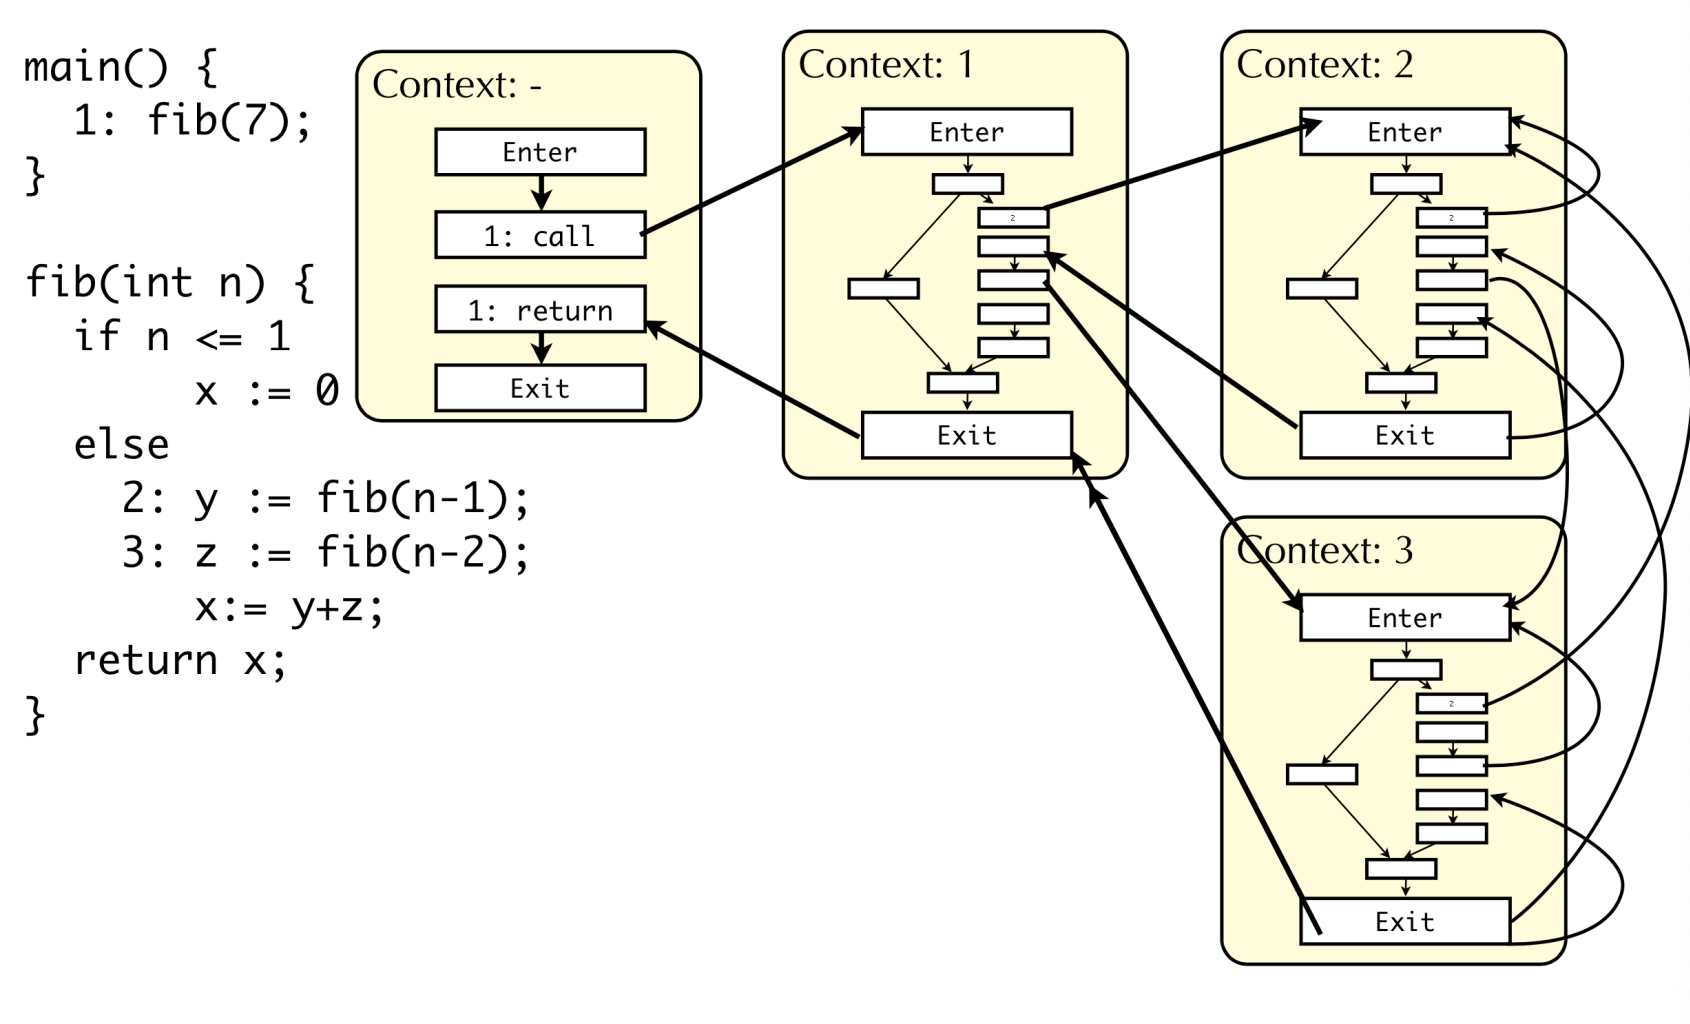 main() {
1: fib(7);
}
fib(int n) {
if n <= 1
x := 0
else
2: y := fib(n-1);
3: z := fib(n-2);
x:= y+z;
return x;
}
Context: -
Enter
1: call
1: return
Exit
Context: 1
Enter
2
Exit
Context: 2
Enter
2
Exit
Context: 3
Enter
2
Exit